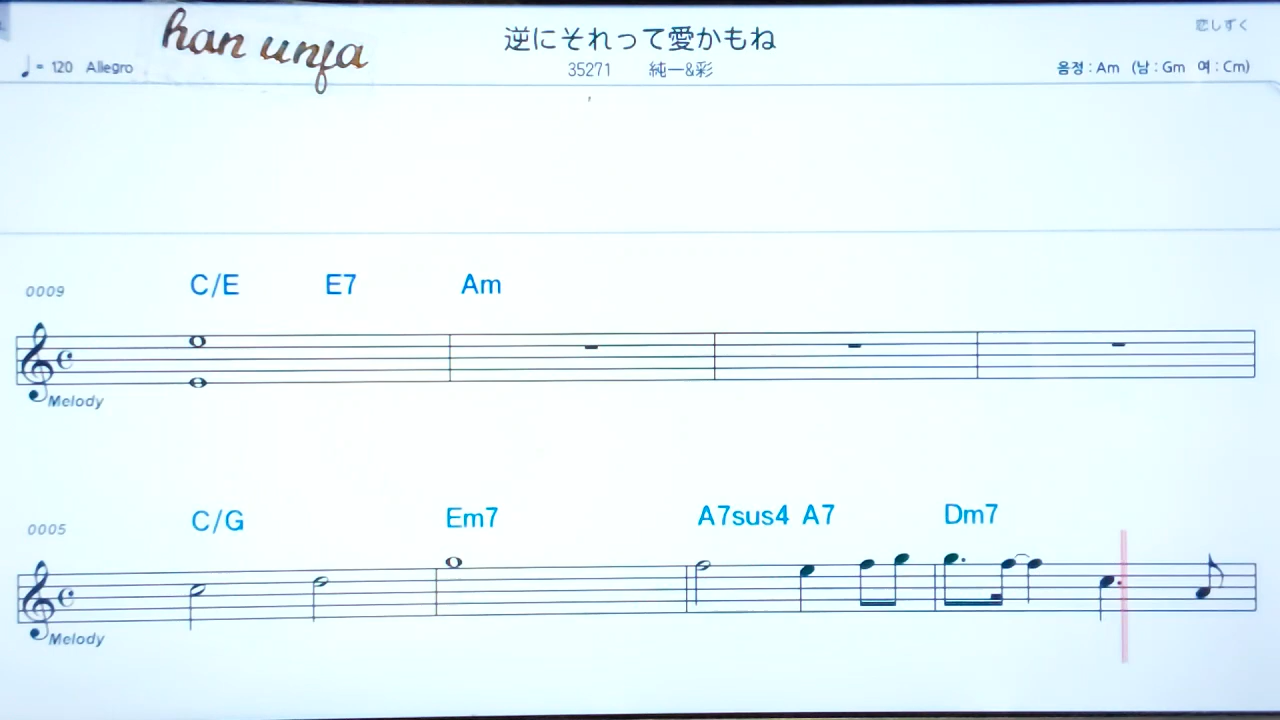 han unfa
逆にそれって愛かもね
恋しずく
♩= 120 Allegro
35271 純一&彩
음정 : Am (남 : Gm 여 : Cm)
0009
C/E E7 Am
Melody
0005
C/G Em7 A7sus4 A7 Dm7
Melody